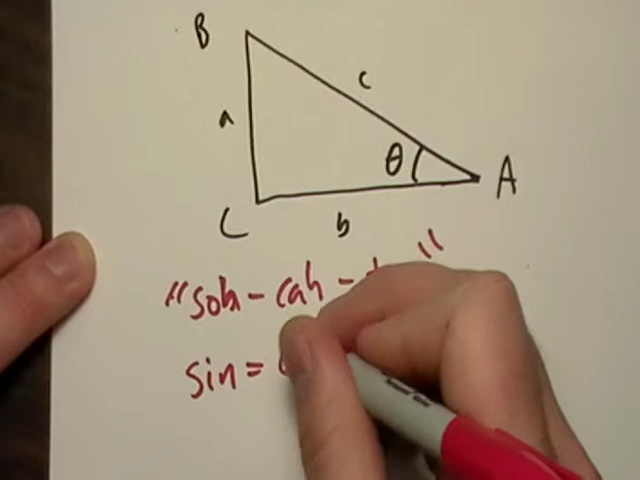 B
c
a
θ
A
C
b
"soh - cah - "
sin =